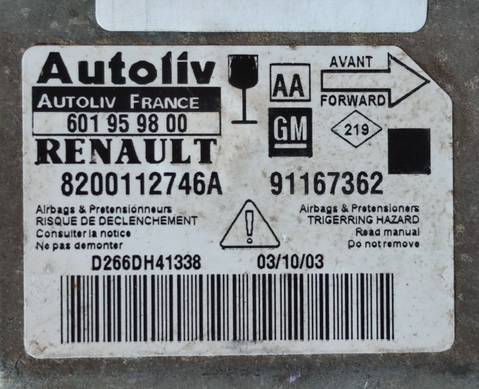 Autoliv
AUTOLIV FRANCE
601 95 98 00
RENAULT
AA
GM
AVANT
FORWARD
219
8200112746A 91167362
Airbags & Pretensionneurs
RISQUE DE DECLENCHEMENT
Consulter la notice
Ne pas demonter
Airbags & Pretensioners
TRIGERRING HAZARD
Read manual
Do not remove
!
D266DH41338 03/10/03